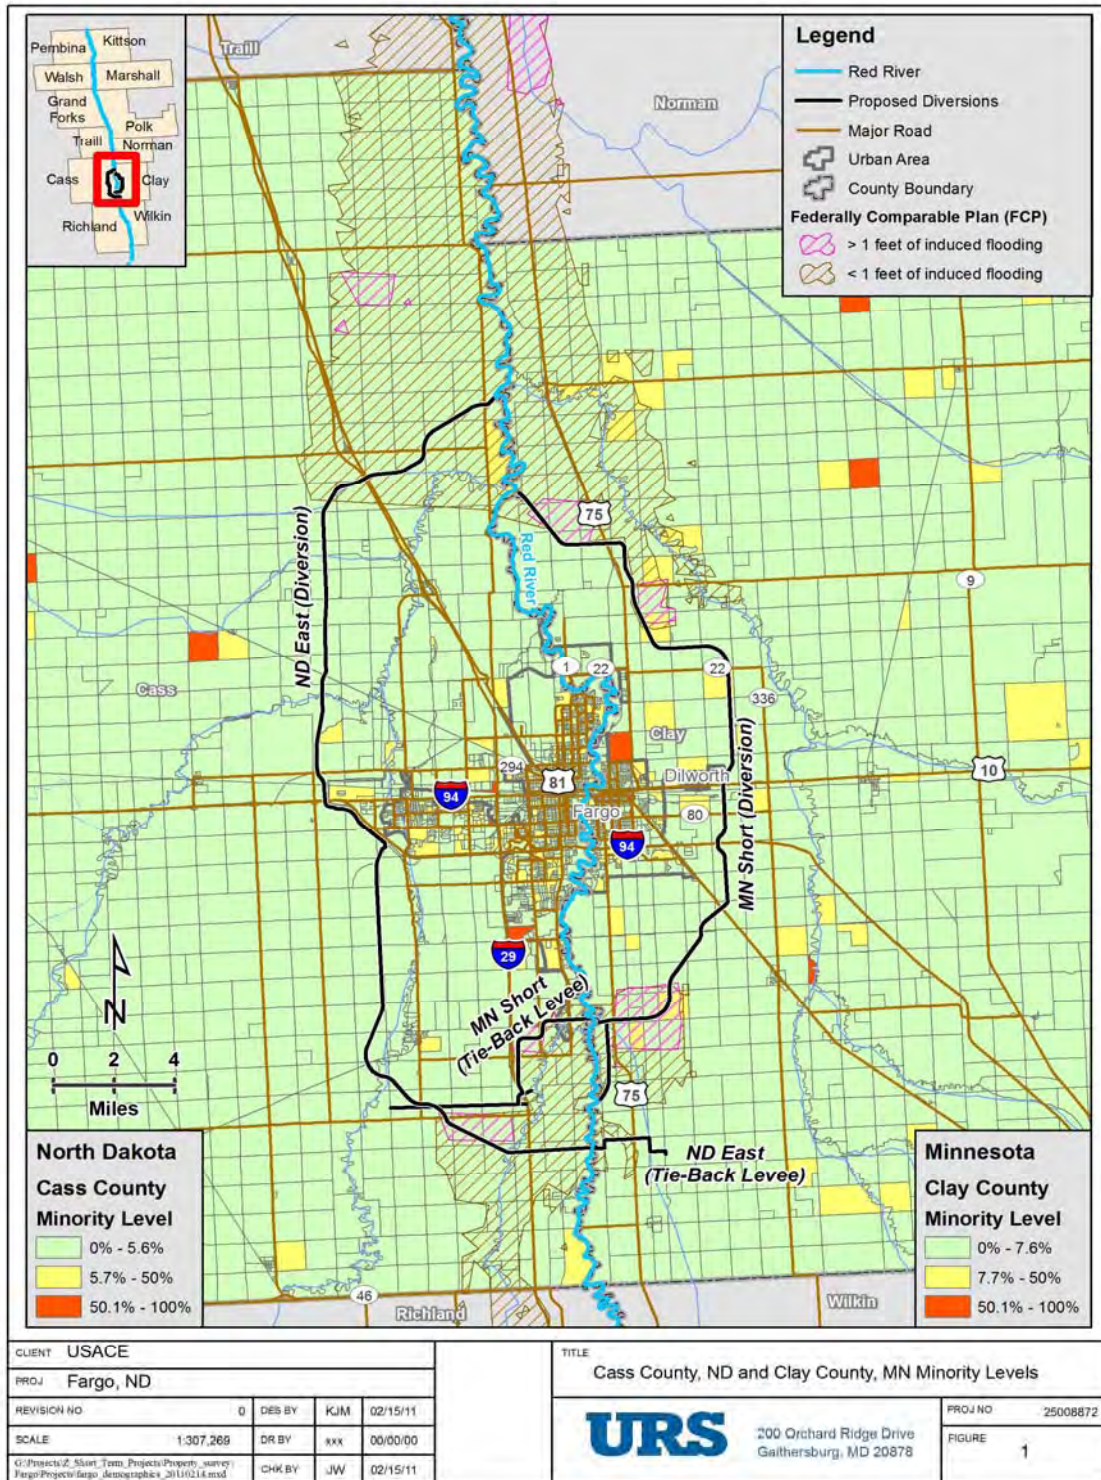 Pembina
Kittson
Walsh
Marshall
Grand
Forks
Polk
Traill
Norman
Cass
Clay
Richland
Wilkin
Traill
Norman
Legend
Red River
Proposed Diversions
Major Road
Urban Area
County Boundary
Federally Comparable Plan (FCP)
> 1 feet of induced flooding
< 1 feet of induced flooding
75
Red River
ND East (Diversion)
9
Cass
1
22
22
336
Clay
294
81
Dilworth
10
94
Fargo
80
94
MN Short (Diversion)
29
MN Short
(Tie-Back Levee)
N
0 2 4
Miles
75
ND East
(Tie-Back Levee)
North Dakota
Cass County
Minority Level
0% - 5.6%
5.7% - 50%
50.1% - 100%
46
Richland
Wilkin
Minnesota
Clay County
Minority Level
0% - 7.6%
7.7% - 50%
50.1% - 100%
CLIENT USACE
PROJ Fargo, ND
REVISION NO 0 DES BY KJM 02/15/11
SCALE 1:307,269 DR BY xxx 00/00/00
G:\Projects\Z_Short_Term_Projects\Property_survey\
Fargo\Projects\fargo_demographics_20110214.mxd
CHK BY JW 02/15/11
TITLE
Cass County, ND and Clay County, MN Minority Levels
URS
200 Orchard Ridge Drive
Gaithersburg, MD 20878
PROJ NO 25008872
FIGURE
1